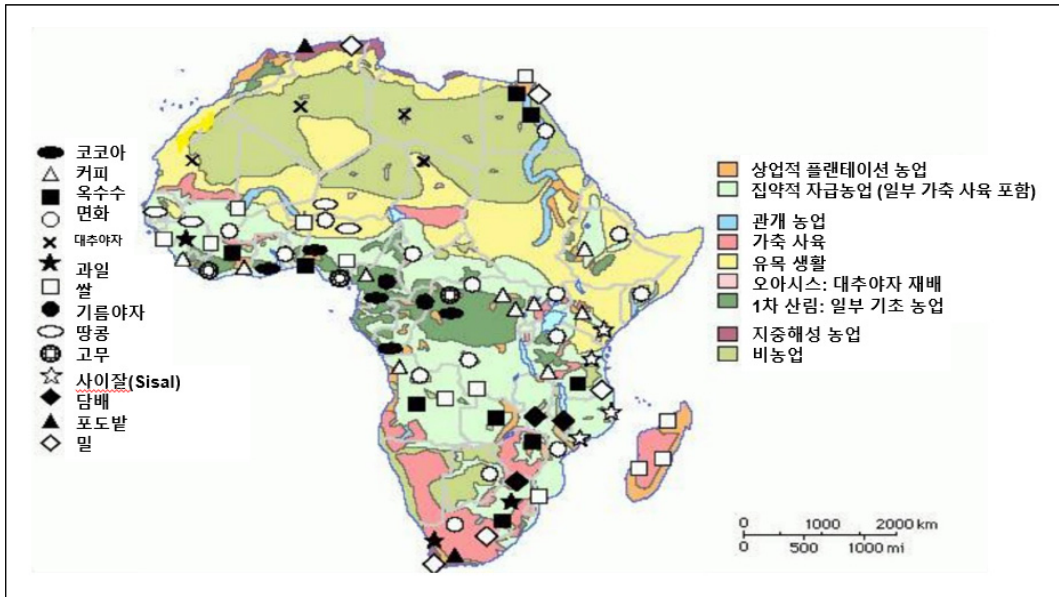 코코아
커피
옥수수
면화
대추야자
과일
쌀
기름야자
땅콩
고무
사이잘(Sisal)
담배
포도밭
밀
상업적 플랜테이션 농업
집약적 자급농업 (일부 가축 사육 포함)
관개 농업
가축 사육
유목 생활
오아시스: 대추야자 재배
1차 산림: 일부 기초 농업
지중해성 농업
비농업
0 1000 2000 km
0 500 1000 mi